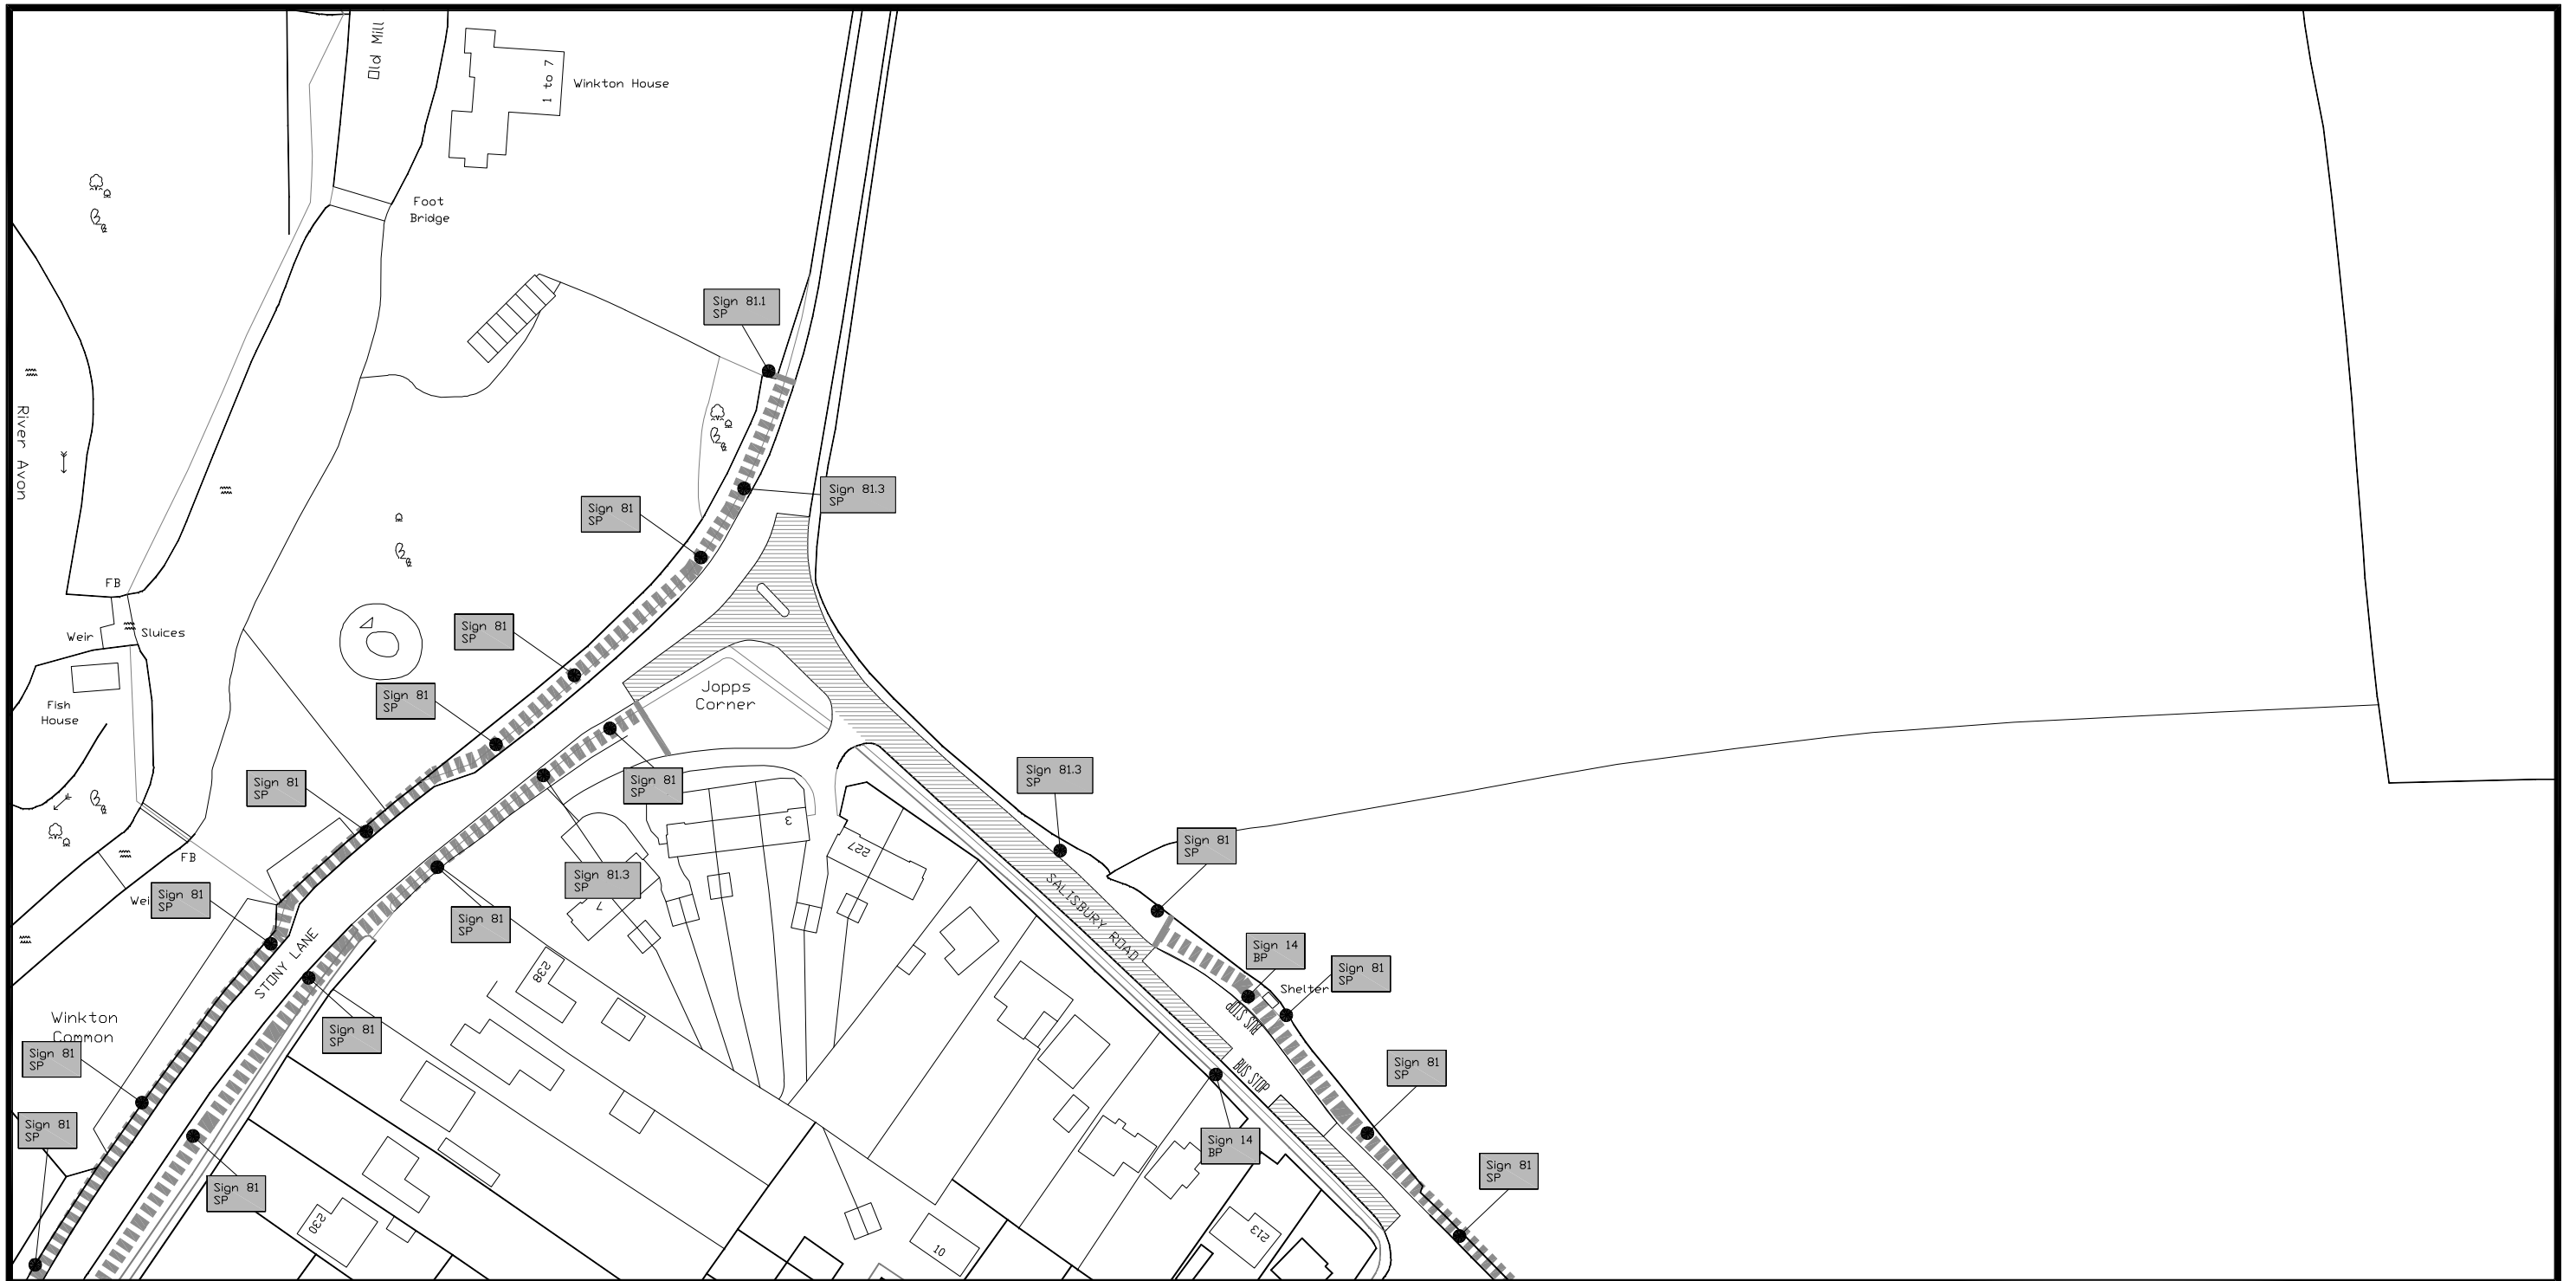 Old Mill
1 to 7
Winkton House
Foot
Bridge
Sign 81.1
SP
River Avon
Sign 81.3
SP
Sign 81
SP
FB
Weir
Sluices
Sign 81
SP
Sign 81
SP
Jopps
Corner
Fish
House
Sign 81
SP
Sign 81
SP
Sign 81.3
SP
3
227
Sign 81
SP
FB
Sign 81.3
SP
7
Wei
Sign 81
SP
Sign 81
SP
SALISBURY ROAD
STONY LANE
238
Sign 14
BP
Sign 81
SP
Shelter
BUS STOP
Winkton
Common
Sign 81
SP
Sign 81
SP
BUS STOP
Sign 81
SP
Sign 81
SP
Sign 14
BP
Sign 81
SP
Sign 81
SP
230
213
10